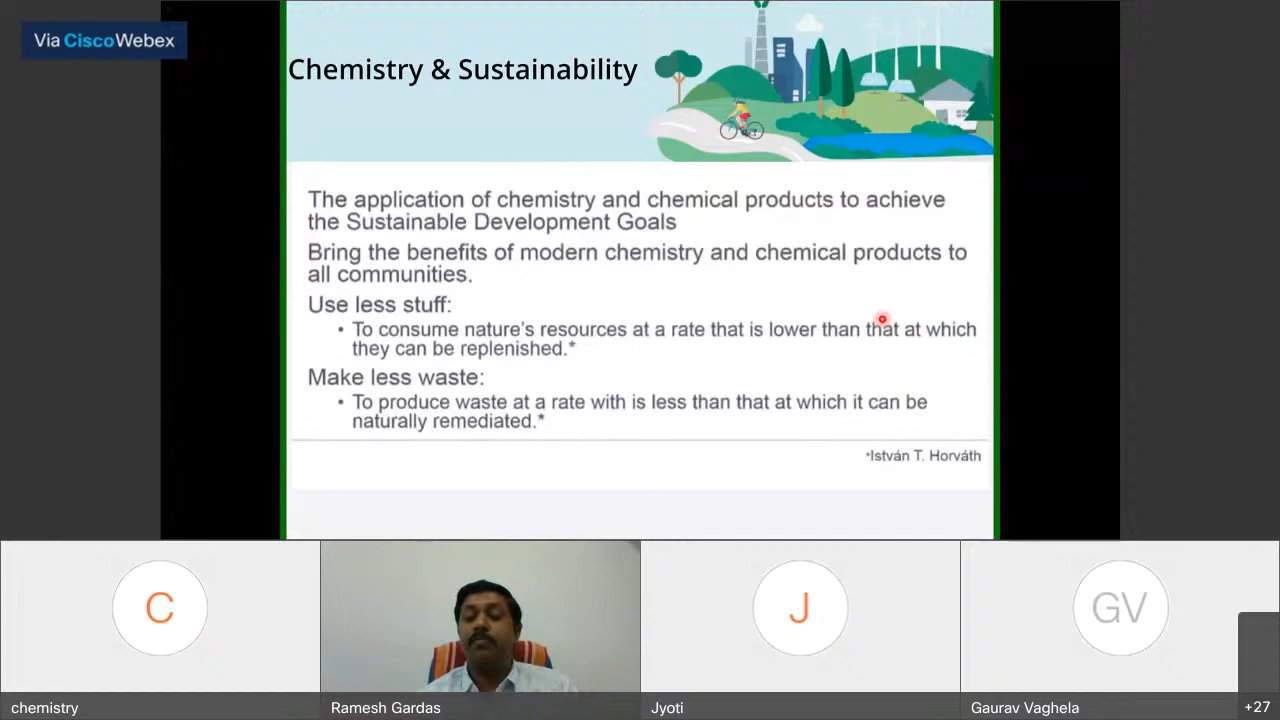 Via CiscoWebex
Chemistry & Sustainability
The application of chemistry and chemical products to achieve
the Sustainable Development Goals
Bring the benefits of modern chemistry and chemical products to
all communities.
Use less stuff:
• To consume nature's resources at a rate that is lower than that at which
they can be replenished.*
Make less waste:
• To produce waste at a rate with is less than that at which it can be
naturally remediated.*
*István T. Horváth
C
J
GV
chemistry
Ramesh Gardas
Jyoti
Gaurav Vaghela
+27